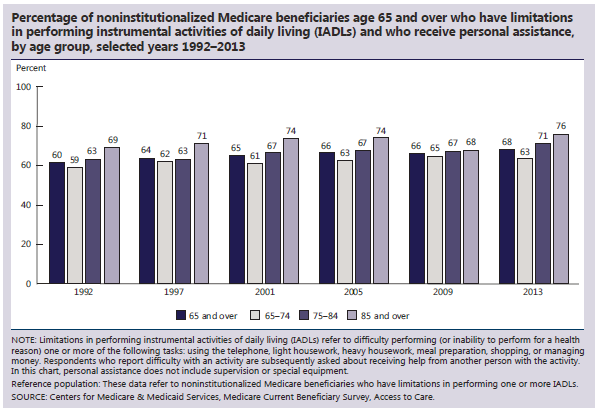 Percentage of noninstitutionalized Medicare beneficiaries age 65 and over who have limitations
in performing instrumental activities of daily living (IADLs) and who receive personal assistance,
by age group, selected years 1992–2013
Percent
100
80
60
40
20
0
60 59 63 69
64 62 63 71
65 61 67 74
66 63 67 74
66 65 67 68
68 63 71 76
1992 1997 2001 2005 2009 2013
65 and over 65–74 75–84 85 and over
NOTE: Limitations in performing instrumental activities of daily living (IADLs) refer to difficulty performing (or inability to perform for a health
reason) one or more of the following tasks: using the telephone, light housework, heavy housework, meal preparation, shopping, or managing
money. Respondents who report difficulty with an activity are subsequently asked about receiving help from another person with the activity.
In this chart, personal assistance does not include supervision or special equipment.
Reference population: These data refer to noninstitutionalized Medicare beneficiaries who have limitations in performing one or more IADLs.
SOURCE: Centers for Medicare & Medicaid Services, Medicare Current Beneficiary Survey, Access to Care.